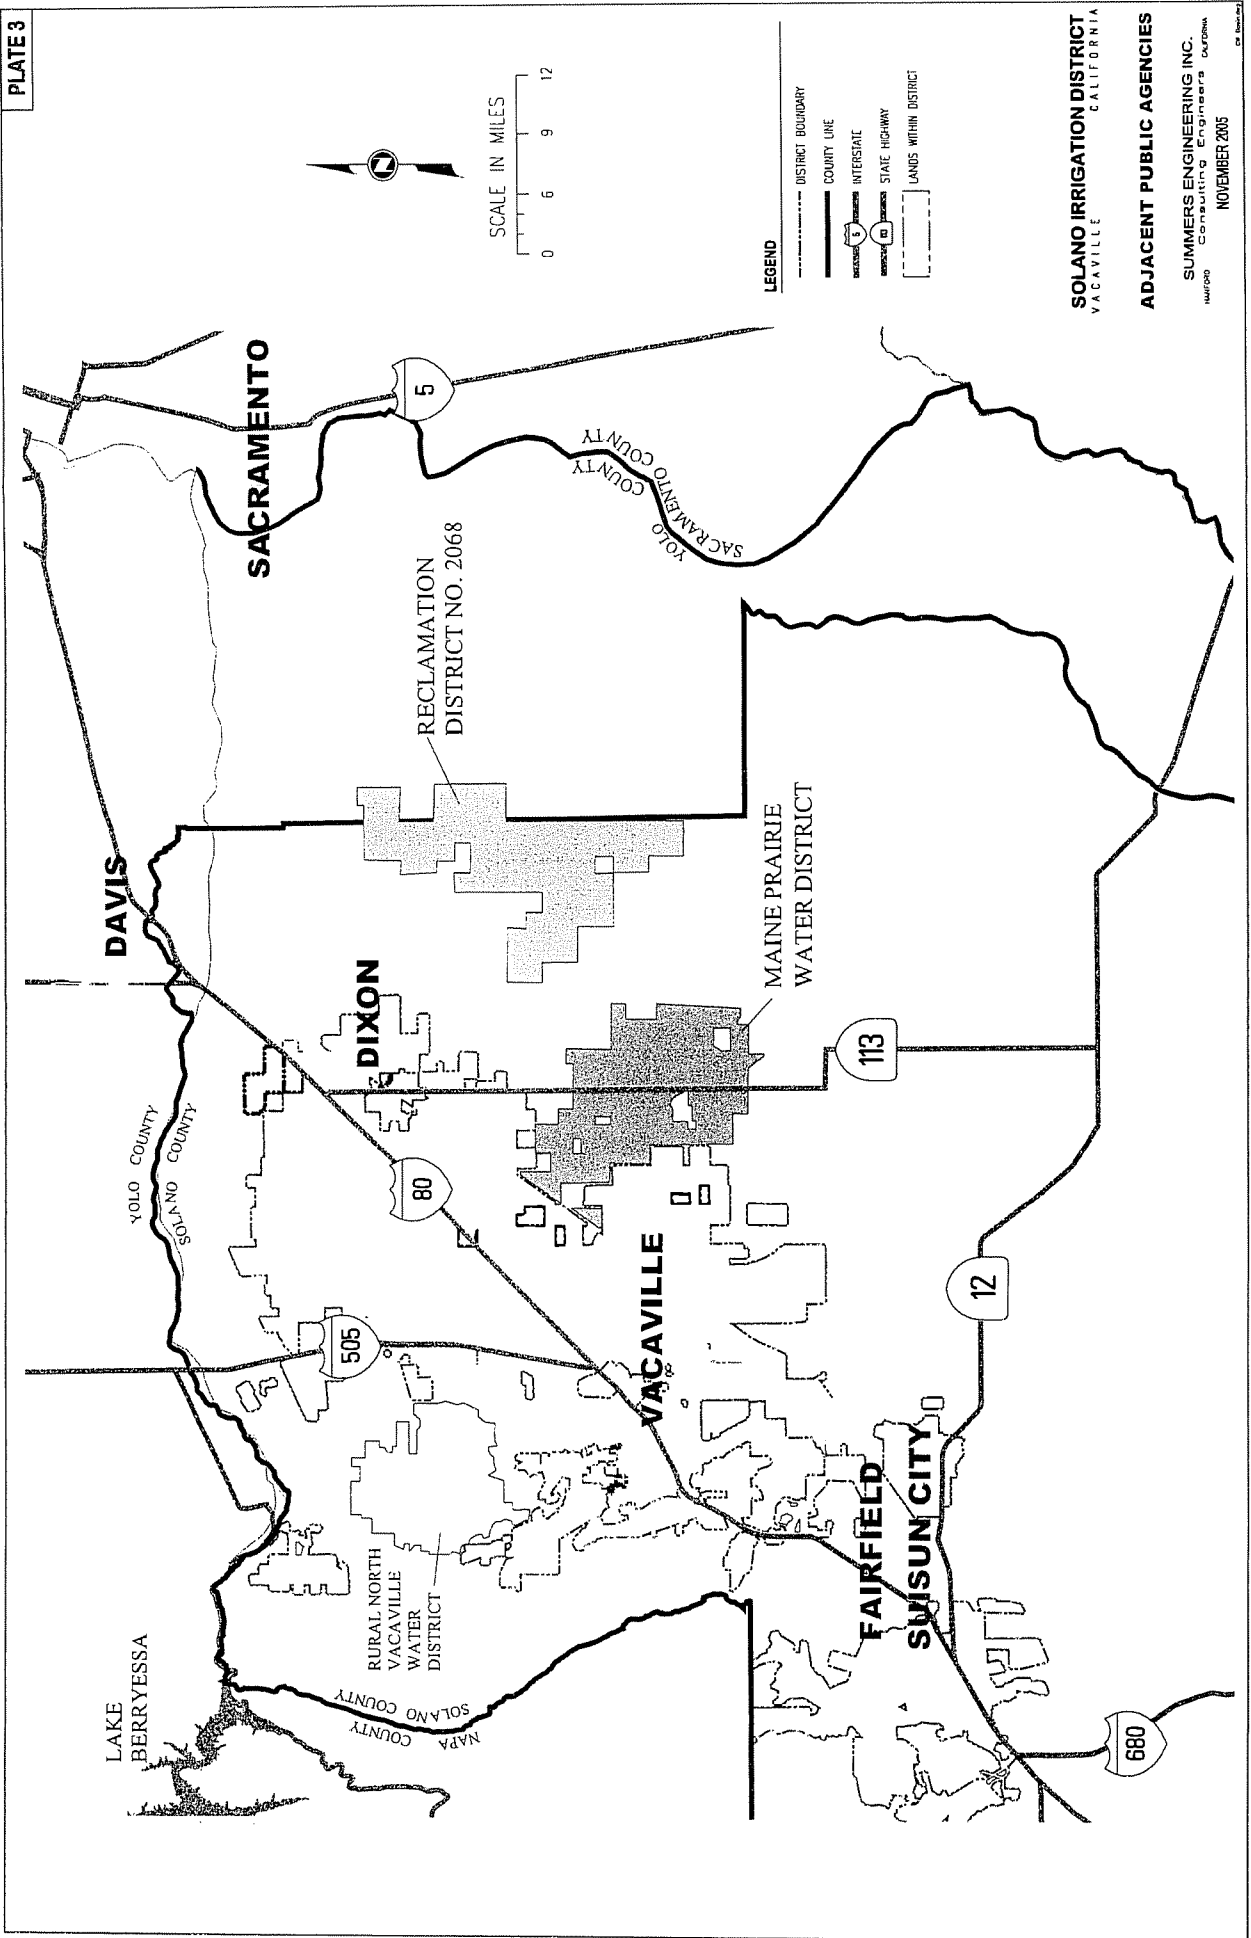 PLATE 3
SCALE IN MILES
0 6 9 12
LEGEND
DISTRICT BOUNDARY
COUNTY LINE
5 INTERSTATE
STATE HIGHWAY
LANDS WITHIN DISTRICT
SOLANO IRRIGATION DISTRICT
VACAVILLE CALIFORNIA
ADJACENT PUBLIC AGENCIES
SUMMERS ENGINEERING INC.
Consulting Engineers
HANFORD CALIFORNIA
NOVEMBER 2005
N
LAKE
BERRYESSA
NAPA COUNTY
SOLANO COUNTY
RURAL NORTH
VACAVILLE
WATER
DISTRICT
505
YOLO COUNTY
SOLANO COUNTY
80
DAVIS
DIXON
SACRAMENTO
5
YOLO COUNTY
SACRAMENTO COUNTY
RECLAMATION
DISTRICT NO. 2068
MAINE PRAIRIE
WATER DISTRICT
113
VACAVILLE
12
FAIRFIELD
SUISUN CITY
680